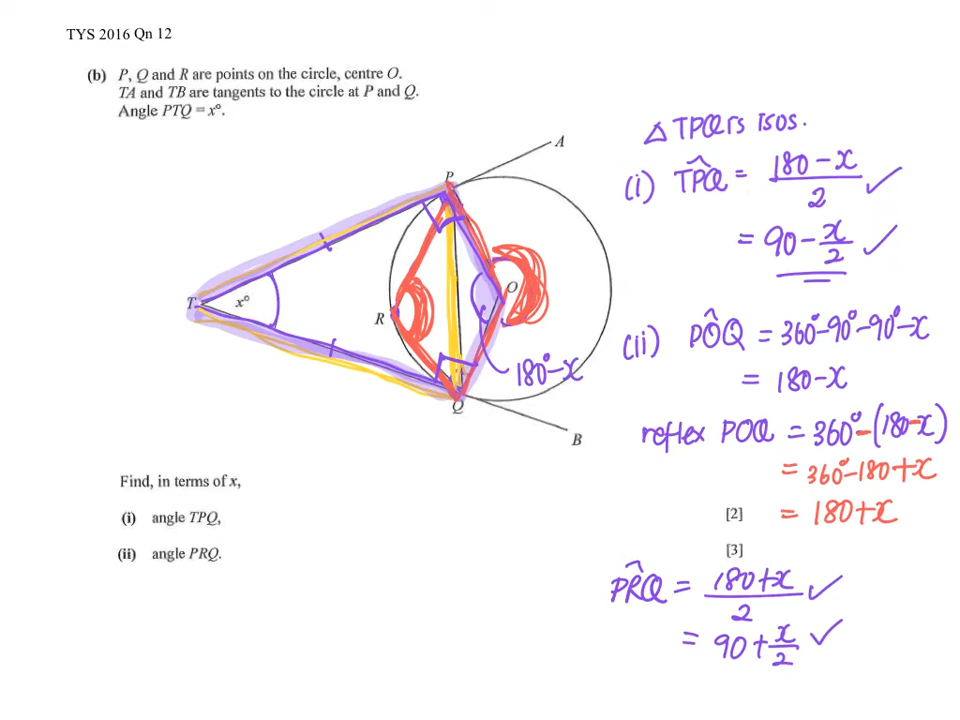 TYS 2016 Qn 12
(b) P, Q and R are points on the circle, centre O.
TA and TB are tangents to the circle at P and Q.
Angle PTQ = x°.
A
P
T
x°
R
O
180° - x
Q
B
Find, in terms of x,
(i) angle TPQ, [2]
(ii) angle PRQ. [3]
△ TPQ is isos.
(i) TP̂Q = (180 - x)/2 ✓
= 90 - x/2 ✓
(ii) PÔQ = 360° - 90° - 90° - x
= 180 - x
reflex POQ = 360° - (180 - x)
= 360° - 180 + x
= 180 + x
PR̂Q = (180 + x)/2 ✓
= 90 + x/2 ✓